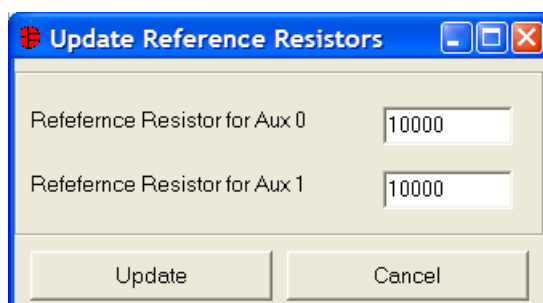 Update Reference Resistors
Refefernce Resistor for Aux 0
10000
Refefernce Resistor for Aux 1
10000
Update
Cancel